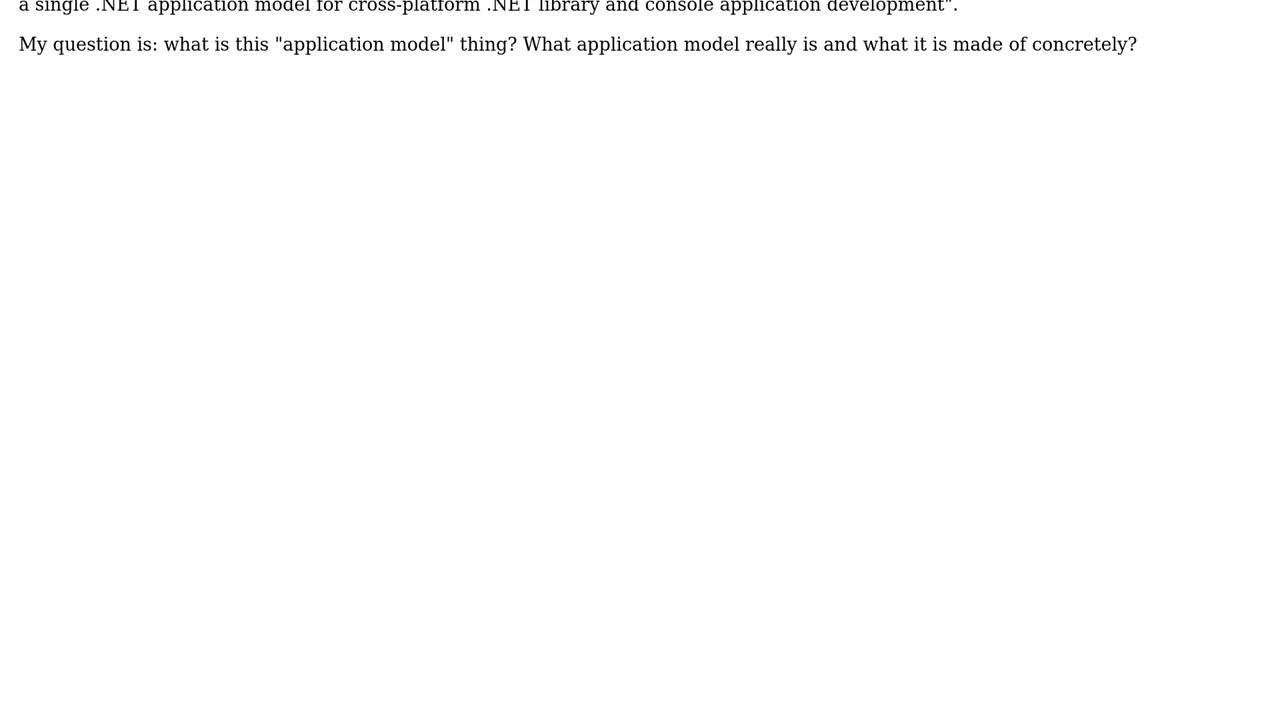 a single .NET application model for cross-platform .NET library and console application development".
My question is: what is this "application model" thing? What application model really is and what it is made of concretely?